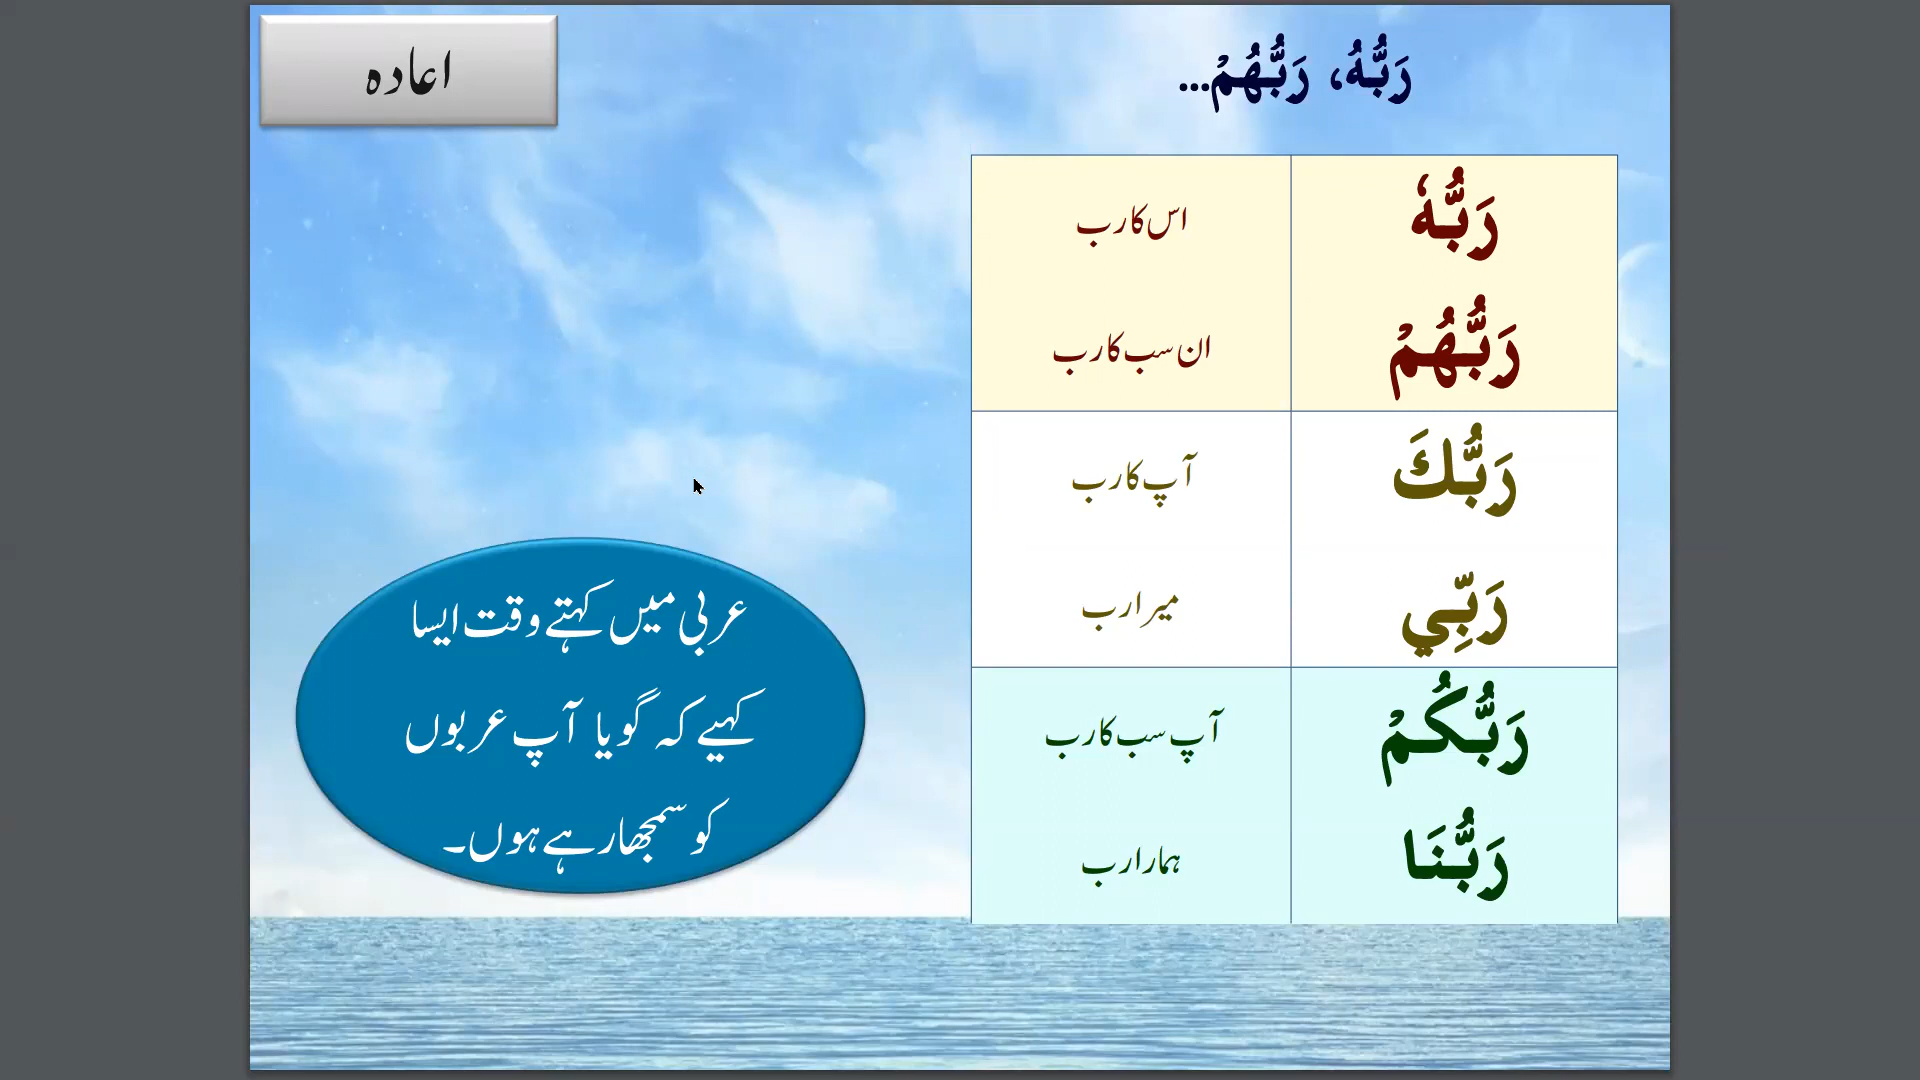 اعادہ
رَبُّهُ، رَبُّهُمْ...
رَبُّهٗ اس کا رب
رَبُّهُمْ ان سب کا رب
رَبُّكَ آپ کا رب
رَبِّي میرا رب
رَبُّكُمْ آپ سب کا رب
رَبُّنَا ہمارا رب
عربی میں کہتے وقت ایسا
کہیے کہ گویا آپ عربوں
کو سمجھا رہے ہوں۔